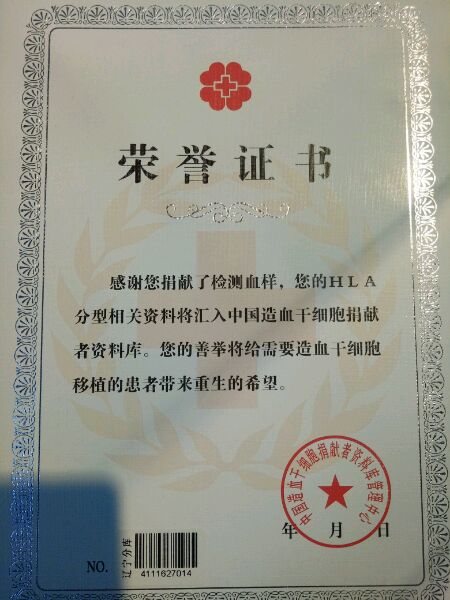 荣誉证书
感谢您捐献了检测血样，您的HLA
分型相关资料将汇入中国造血干细胞捐献
者资料库。您的善举将给需要造血干细胞
移植的患者带来重生的希望。
中国造血干细胞捐献者资料库管理中心
年 月 日
NO.
辽宁分库
4111627014